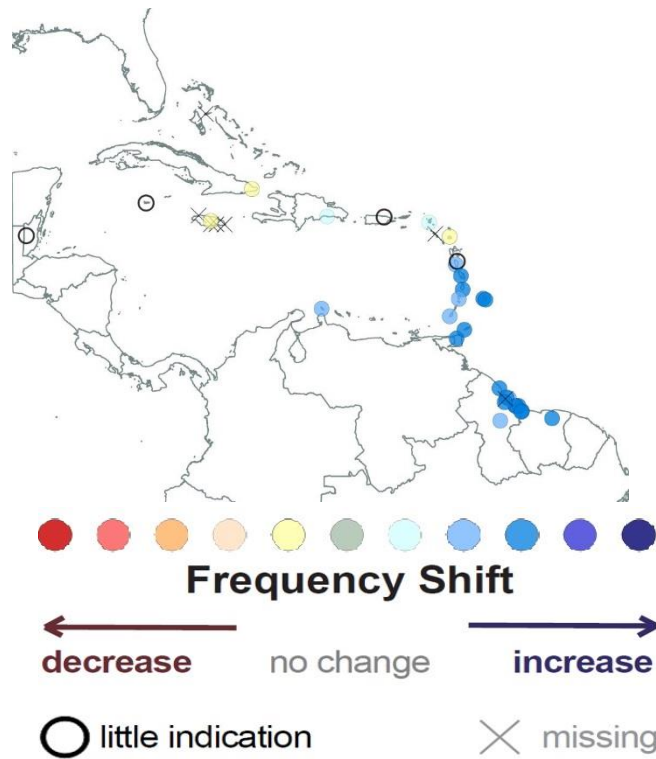 Frequency Shift
decrease no change increase
little indication missing